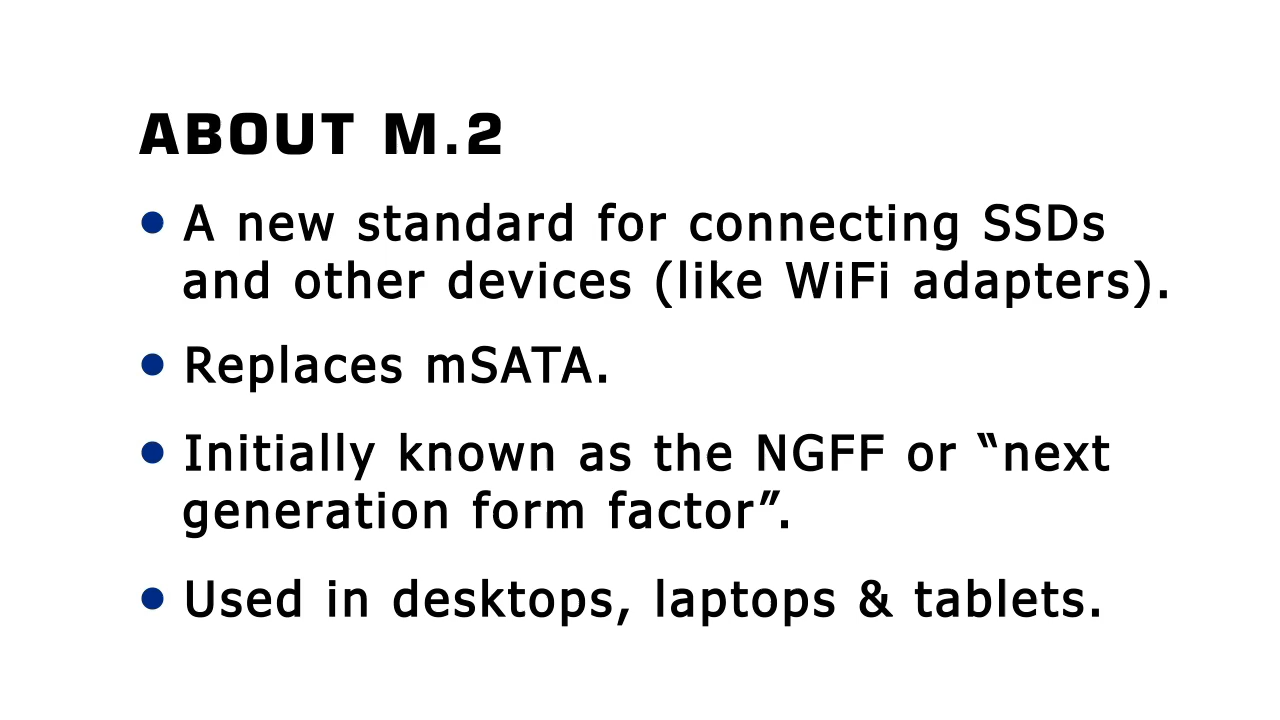 ABOUT M.2
• A new standard for connecting SSDs
and other devices (like WiFi adapters).
• Replaces mSATA.
• Initially known as the NGFF or “next
generation form factor”.
• Used in desktops, laptops & tablets.